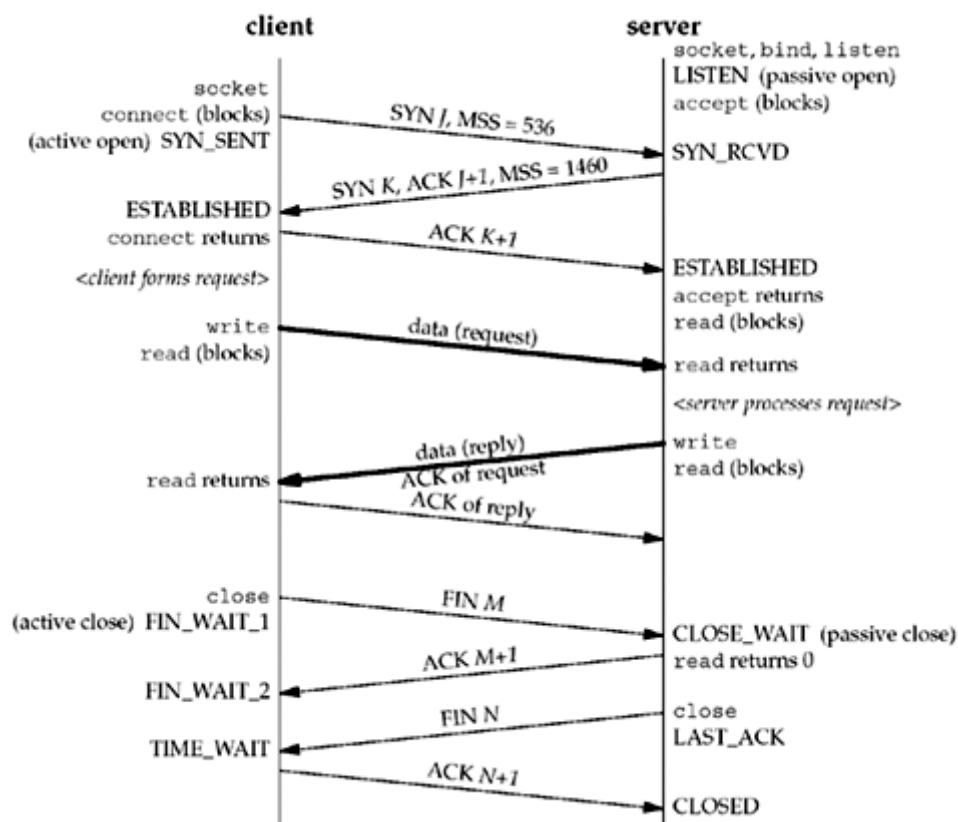 client
server
socket, bind, listen
LISTEN (passive open)
accept (blocks)
socket
connect (blocks)
(active open) SYN_SENT
SYN J, MSS = 536
SYN_RCVD
SYN K, ACK J+1, MSS = 1460
ESTABLISHED
connect returns
ACK K+1
<client forms request>
ESTABLISHED
accept returns
read (blocks)
write
read (blocks)
data (request)
read returns
<server processes request>
write
read (blocks)
data (reply)
ACK of request
read returns
ACK of reply
close
(active close) FIN_WAIT_1
FIN M
CLOSE_WAIT (passive close)
read returns 0
ACK M+1
FIN_WAIT_2
close
LAST_ACK
FIN N
TIME_WAIT
ACK N+1
CLOSED